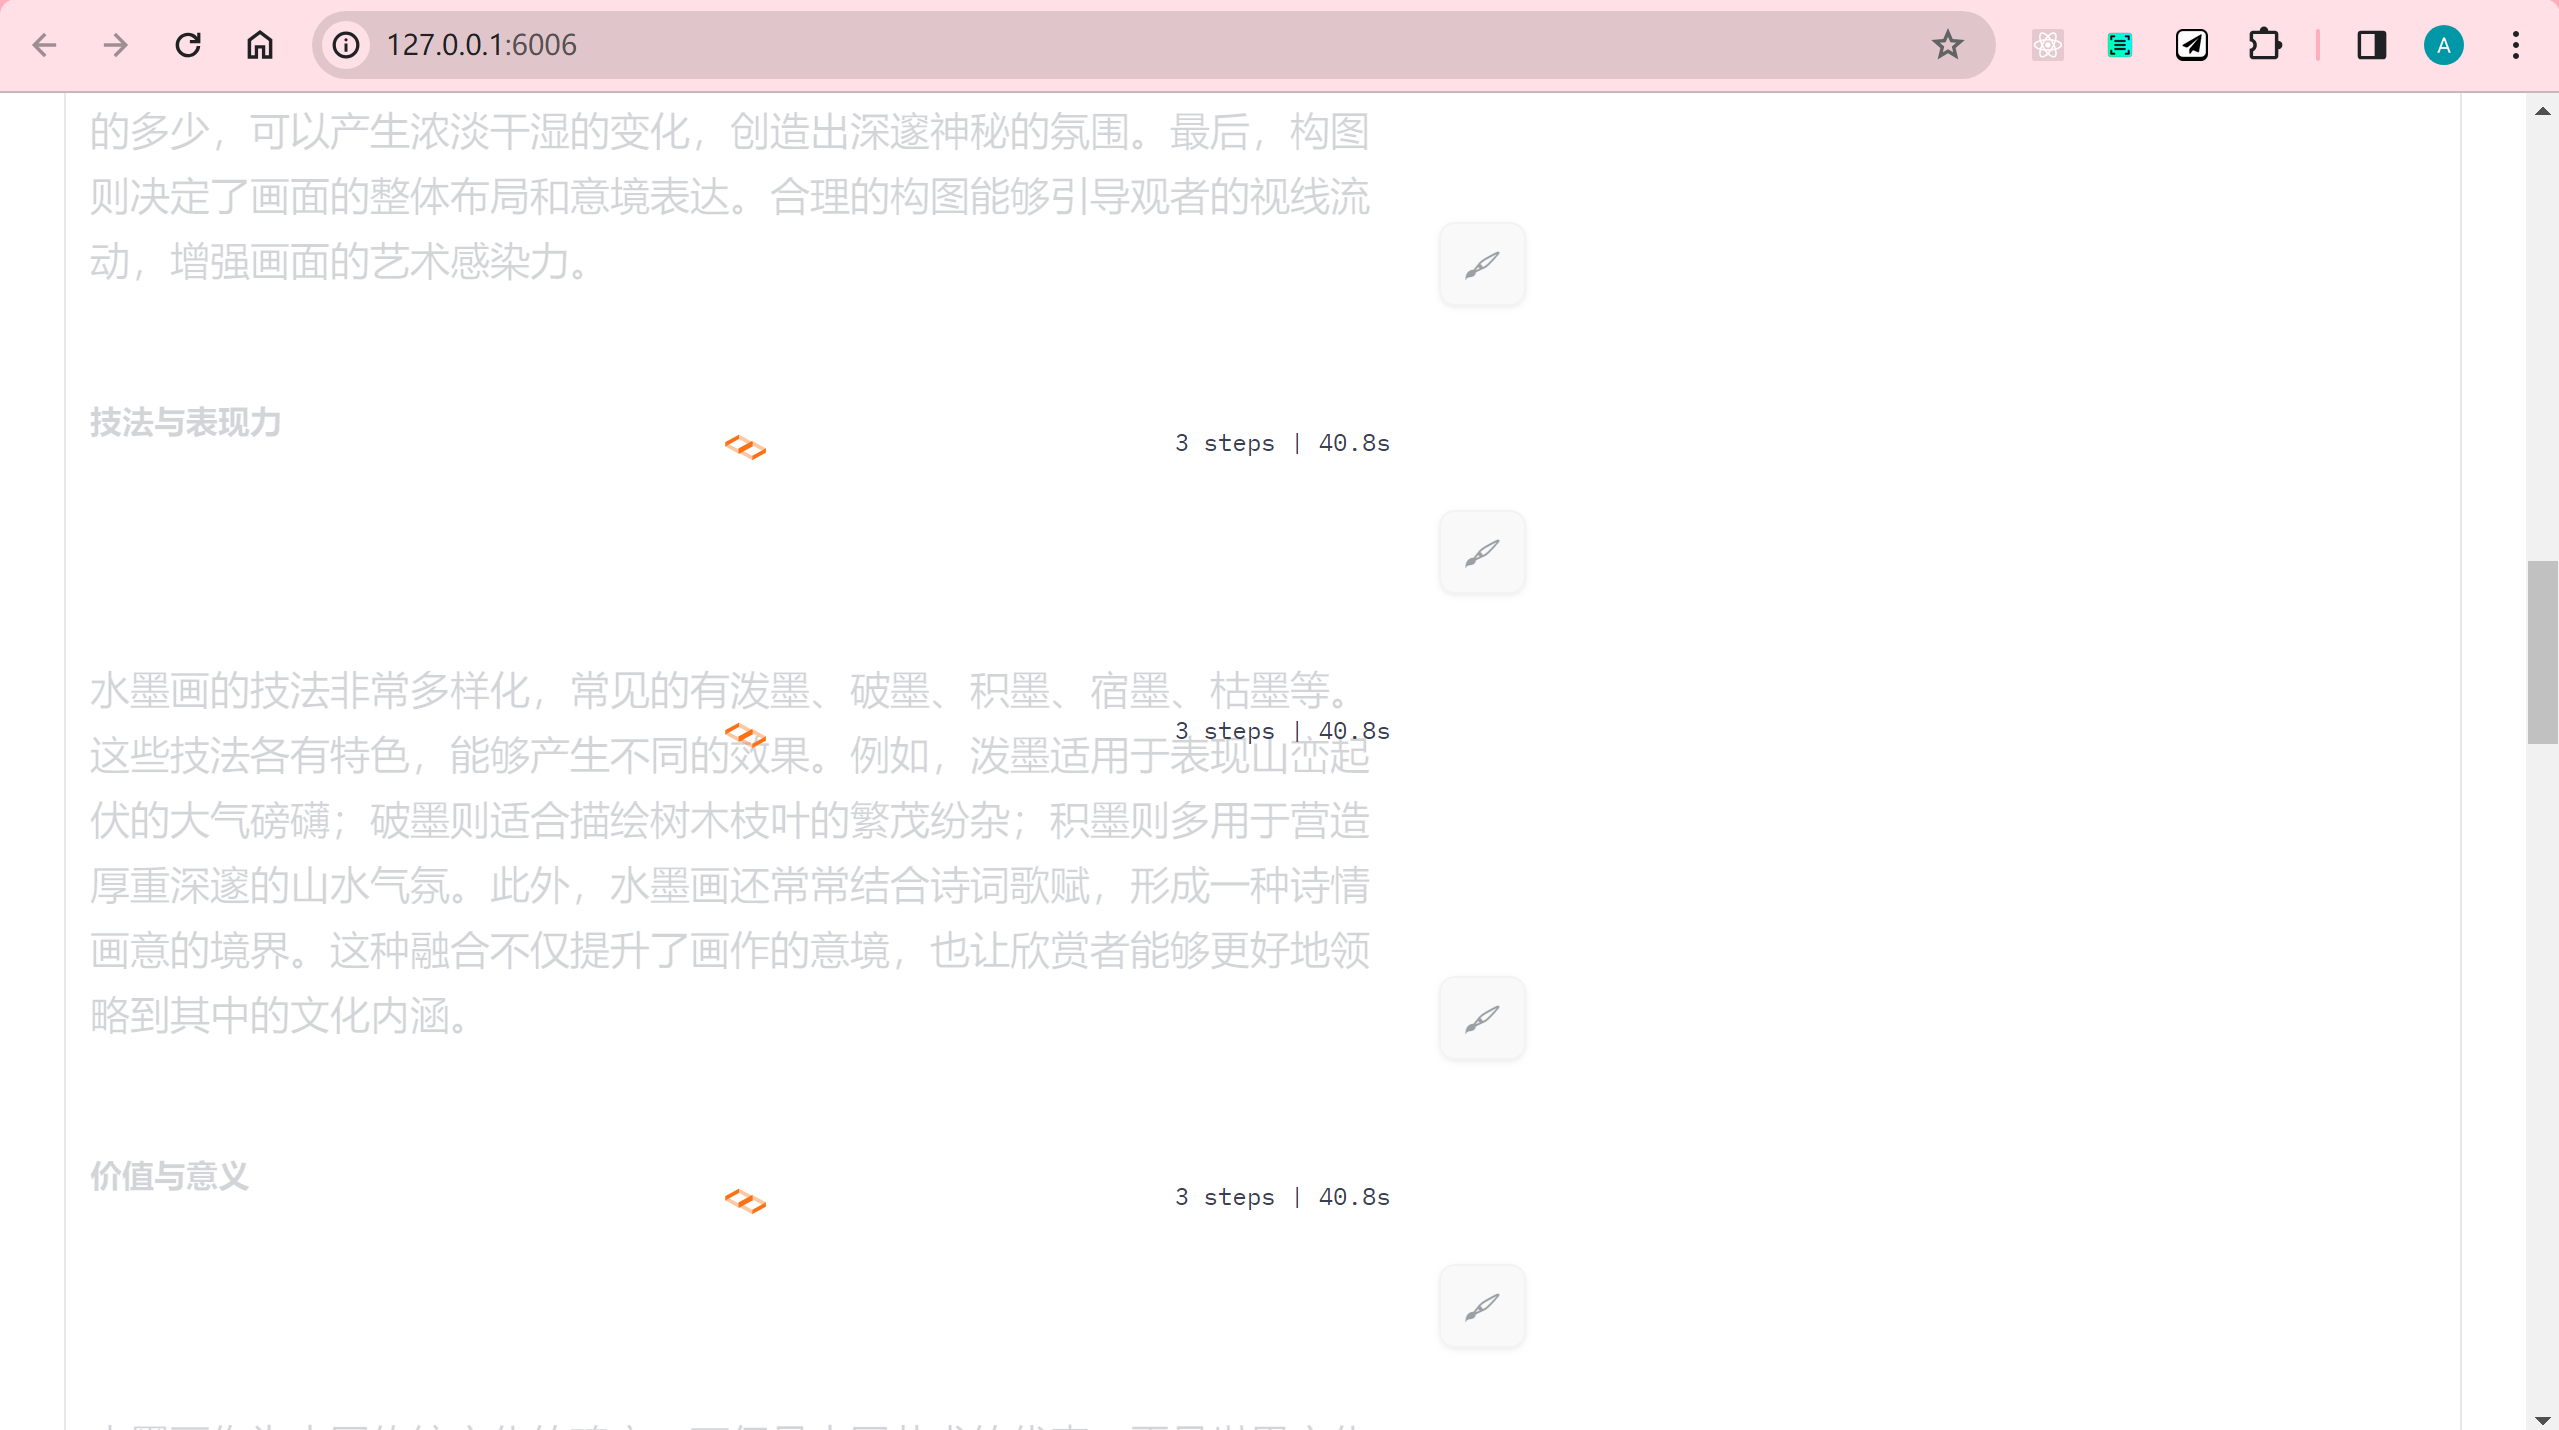 127.0.0.1:6006
A
的多少，可以产生浓淡干湿的变化，创造出深邃神秘的氛围。最后，构图
则决定了画面的整体布局和意境表达。合理的构图能够引导观者的视线流
动，增强画面的艺术感染力。
技法与表现力
3 steps | 40.8s
水墨画的技法非常多样化，常见的有泼墨、破墨、积墨、宿墨、枯墨等。
3 steps | 40.8s
这些技法各有特色，能够产生不同的效果。例如，泼墨适用于表现山峦起
伏的大气磅礴；破墨则适合描绘树木枝叶的繁茂纷杂；积墨则多用于营造
厚重深邃的山水气氛。此外，水墨画还常常结合诗词歌赋，形成一种诗情
画意的境界。这种融合不仅提升了画作的意境，也让欣赏者能够更好地领
略到其中的文化内涵。
价值与意义
3 steps | 40.8s